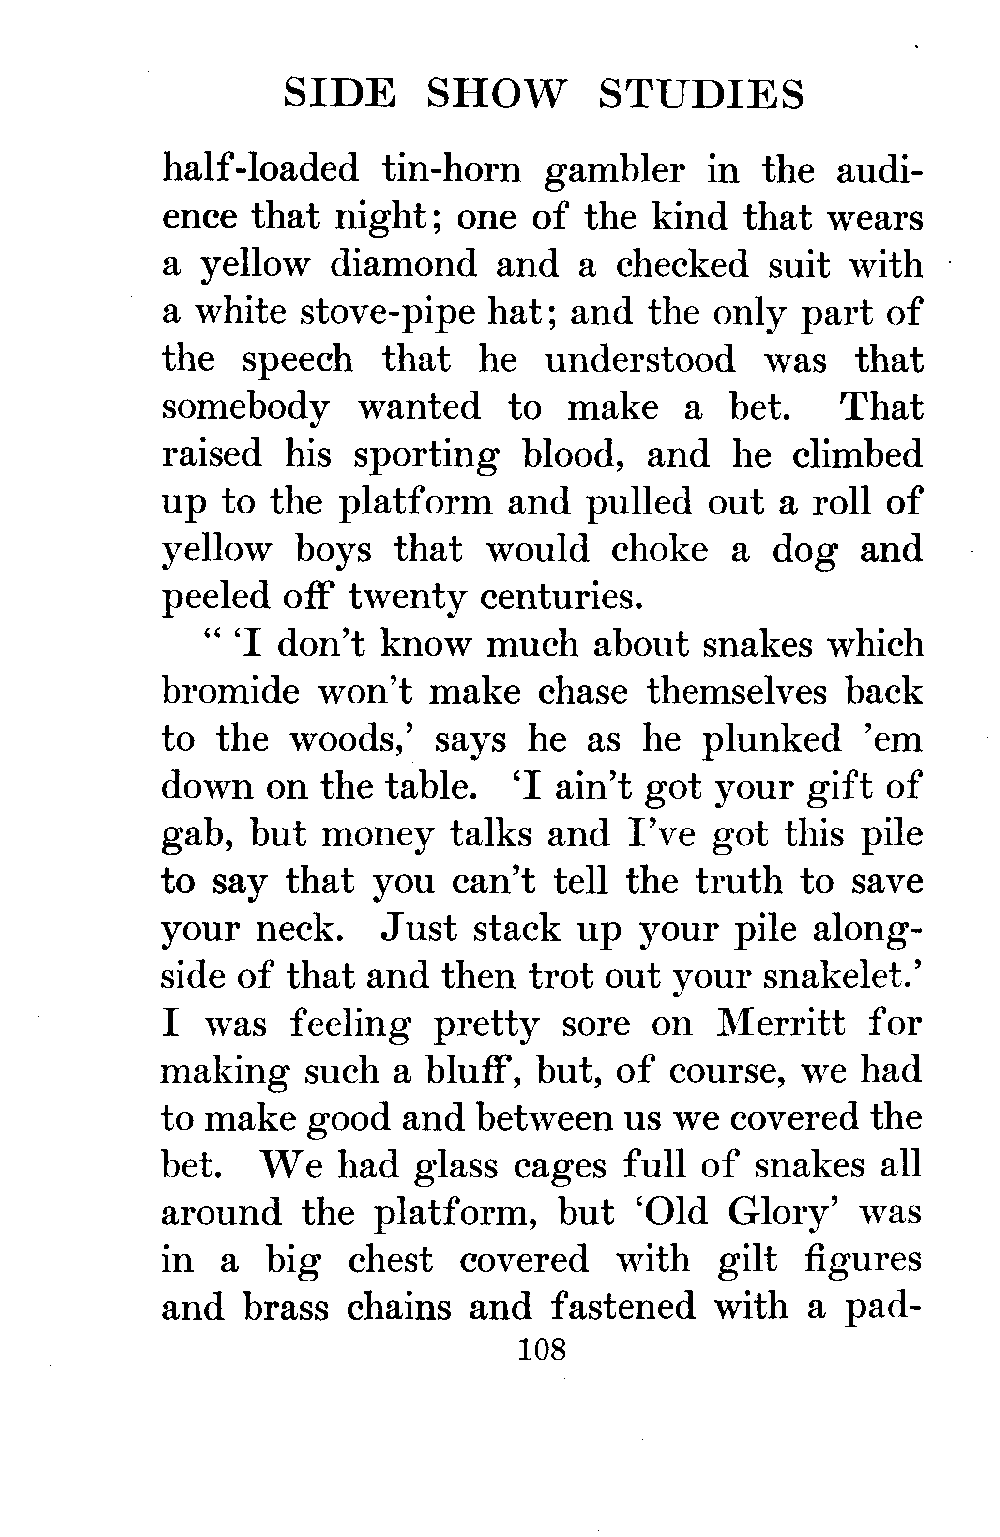 SIDE SHOW STUDIES
half-loaded tin-horn gambler in the audi-
ence that night; one of the kind that wears
a yellow diamond and a checked suit with
a white stove-pipe hat; and the only part of
the speech that he understood was that
somebody wanted to make a bet. That
raised his sporting blood, and he climbed
up to the platform and pulled out a roll of
yellow boys that would choke a dog and
peeled off twenty centuries.
“ ‘I don’t know much about snakes which
bromide won’t make chase themselves back
to the woods,’ says he as he plunked ’em
down on the table. ‘I ain’t got your gift of
gab, but money talks and I’ve got this pile
to say that you can’t tell the truth to save
your neck. Just stack up your pile along-
side of that and then trot out your snakelet.’
I was feeling pretty sore on Merritt for
making such a bluff, but, of course, we had
to make good and between us we covered the
bet. We had glass cages full of snakes all
around the platform, but ‘Old Glory’ was
in a big chest covered with gilt figures
and brass chains and fastened with a pad-
108